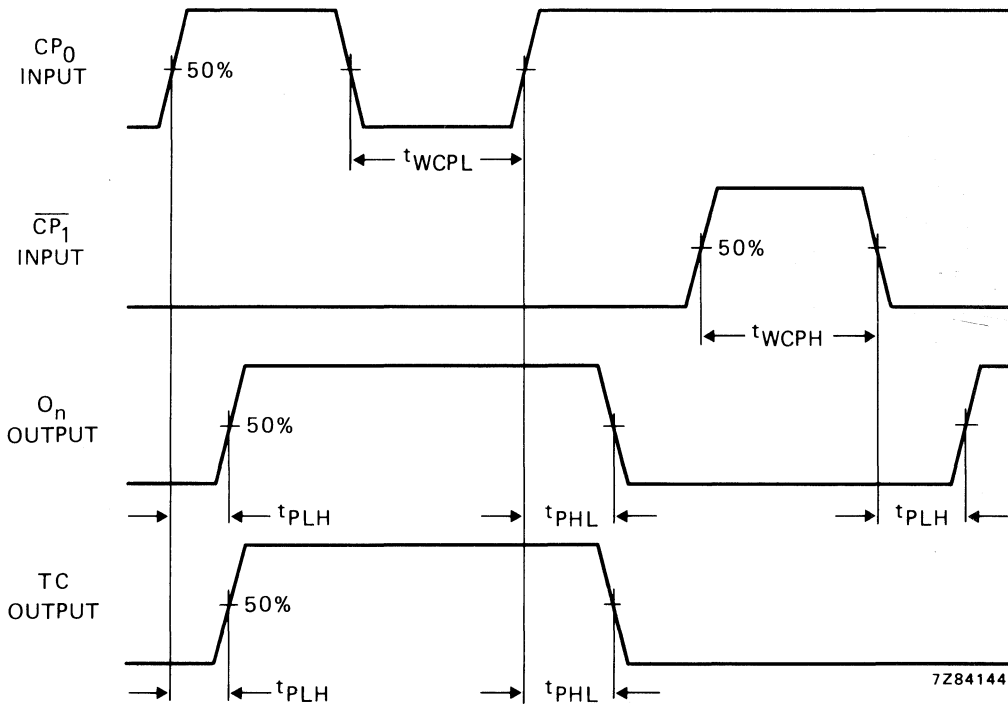 CP0
INPUT
50%
tWCPL
CP1
INPUT
50%
tWCPH
On
OUTPUT
50%
tPLH
tPHL
tPLH
TC
OUTPUT
50%
tPLH
tPHL
7Z84144